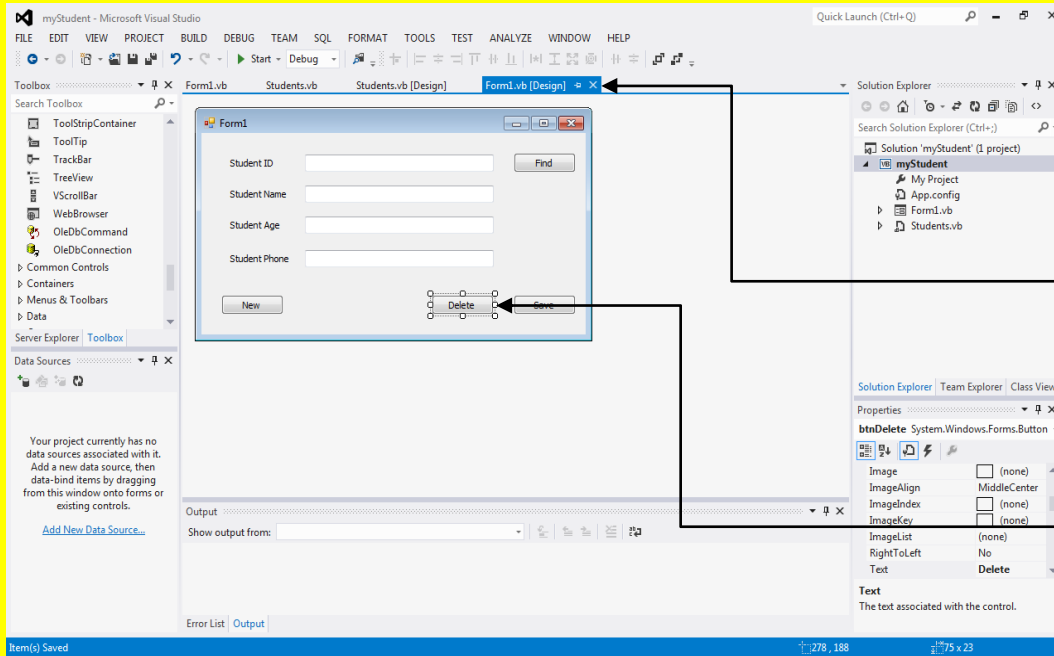 myStudent - Microsoft Visual Studio
Quick Launch (Ctrl+Q)
FILE EDIT VIEW PROJECT BUILD DEBUG TEAM SQL FORMAT TOOLS TEST ANALYZE WINDOW HELP
Start Debug
Toolbox
Search Toolbox
ToolStripContainer
ToolTip
TrackBar
TreeView
VScrollBar
WebBrowser
OleDbCommand
OleDbConnection
Common Controls
Containers
Menus & Toolbars
Data
Server Explorer Toolbox
Data Sources
Your project currently has no
data sources associated with it.
Add a new data source, then
data-bind items by dragging
from this window onto forms or
existing controls.
Add New Data Source...
Form1.vb Students.vb Students.vb [Design] Form1.vb [Design]
Form1
Student ID Find
Student Name
Student Age
Student Phone
New Delete Save
Output
Show output from:
Error List Output
Solution Explorer
Search Solution Explorer (Ctrl+;)
Solution 'myStudent' (1 project)
myStudent
My Project
App.config
Form1.vb
Students.vb
Solution Explorer Team Explorer Class View
Properties
btnDelete System.Windows.Forms.Button
Image (none)
ImageAlign MiddleCenter
ImageIndex (none)
ImageKey (none)
ImageList (none)
RightToLeft No
Text Delete
Text
The text associated with the control.
Item(s) Saved 278 , 188 75 x 23